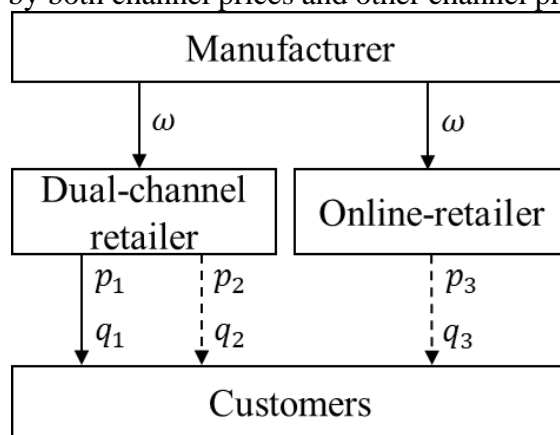 by both channel prices and other channel pr
Manufacturer
ω ω
Dual-channel
retailer
Online-retailer
p₁ p₂ p₃
q₁ q₂ q₃
Customers